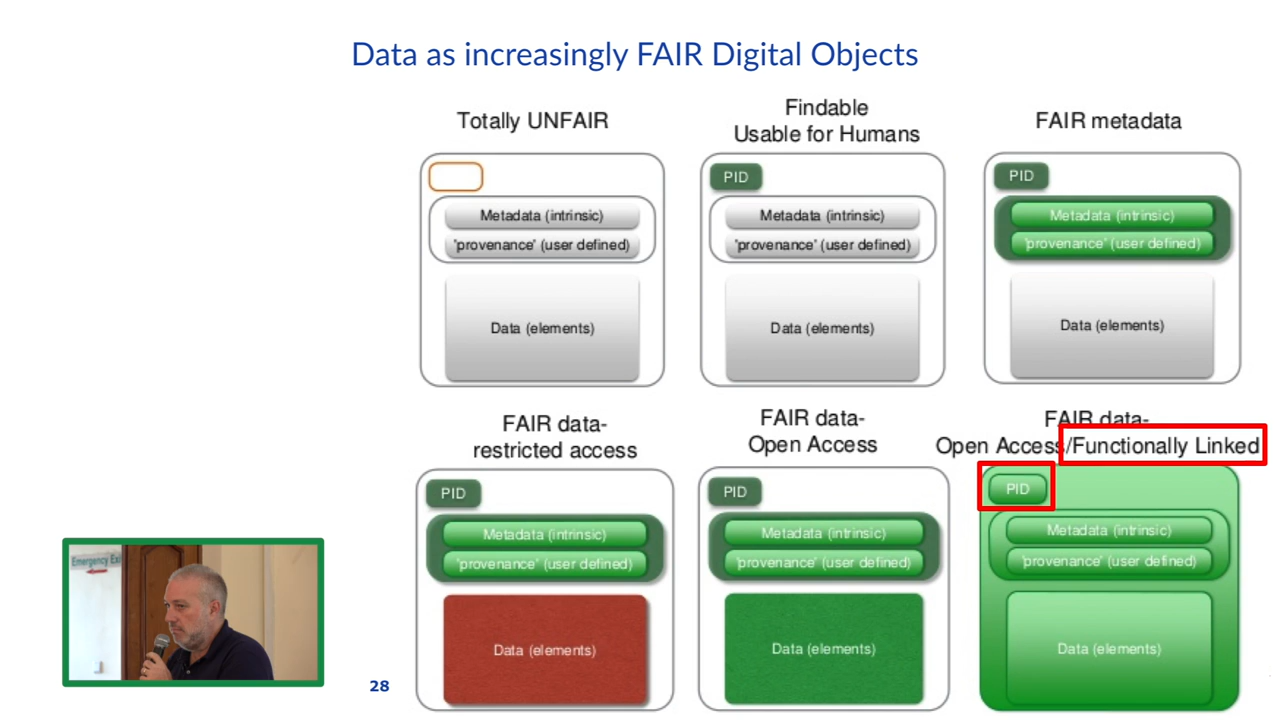 Data as increasingly FAIR Digital Objects
Totally UNFAIR
Metadata (intrinsic)
'provenance' (user defined)
Data (elements)
Findable
Usable for Humans
PID
Metadata (intrinsic)
'provenance' (user defined)
Data (elements)
FAIR metadata
PID
Metadata (intrinsic)
'provenance' (user defined)
Data (elements)
FAIR data-
restricted access
PID
Metadata (intrinsic)
'provenance' (user defined)
Data (elements)
FAIR data-
Open Access
PID
Metadata (intrinsic)
'provenance' (user defined)
Data (elements)
FAIR data-
Open Access/Functionally Linked
PID
Metadata (intrinsic)
'provenance' (user defined)
Data (elements)
Emergency
28